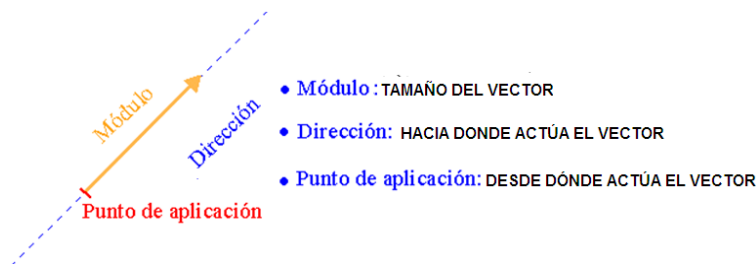 Módulo
Dirección
Punto de aplicación
• Módulo: TAMAÑO DEL VECTOR
• Dirección: HACIA DONDE ACTÚA EL VECTOR
• Punto de aplicación: DESDE DÓNDE ACTÚA EL VECTOR